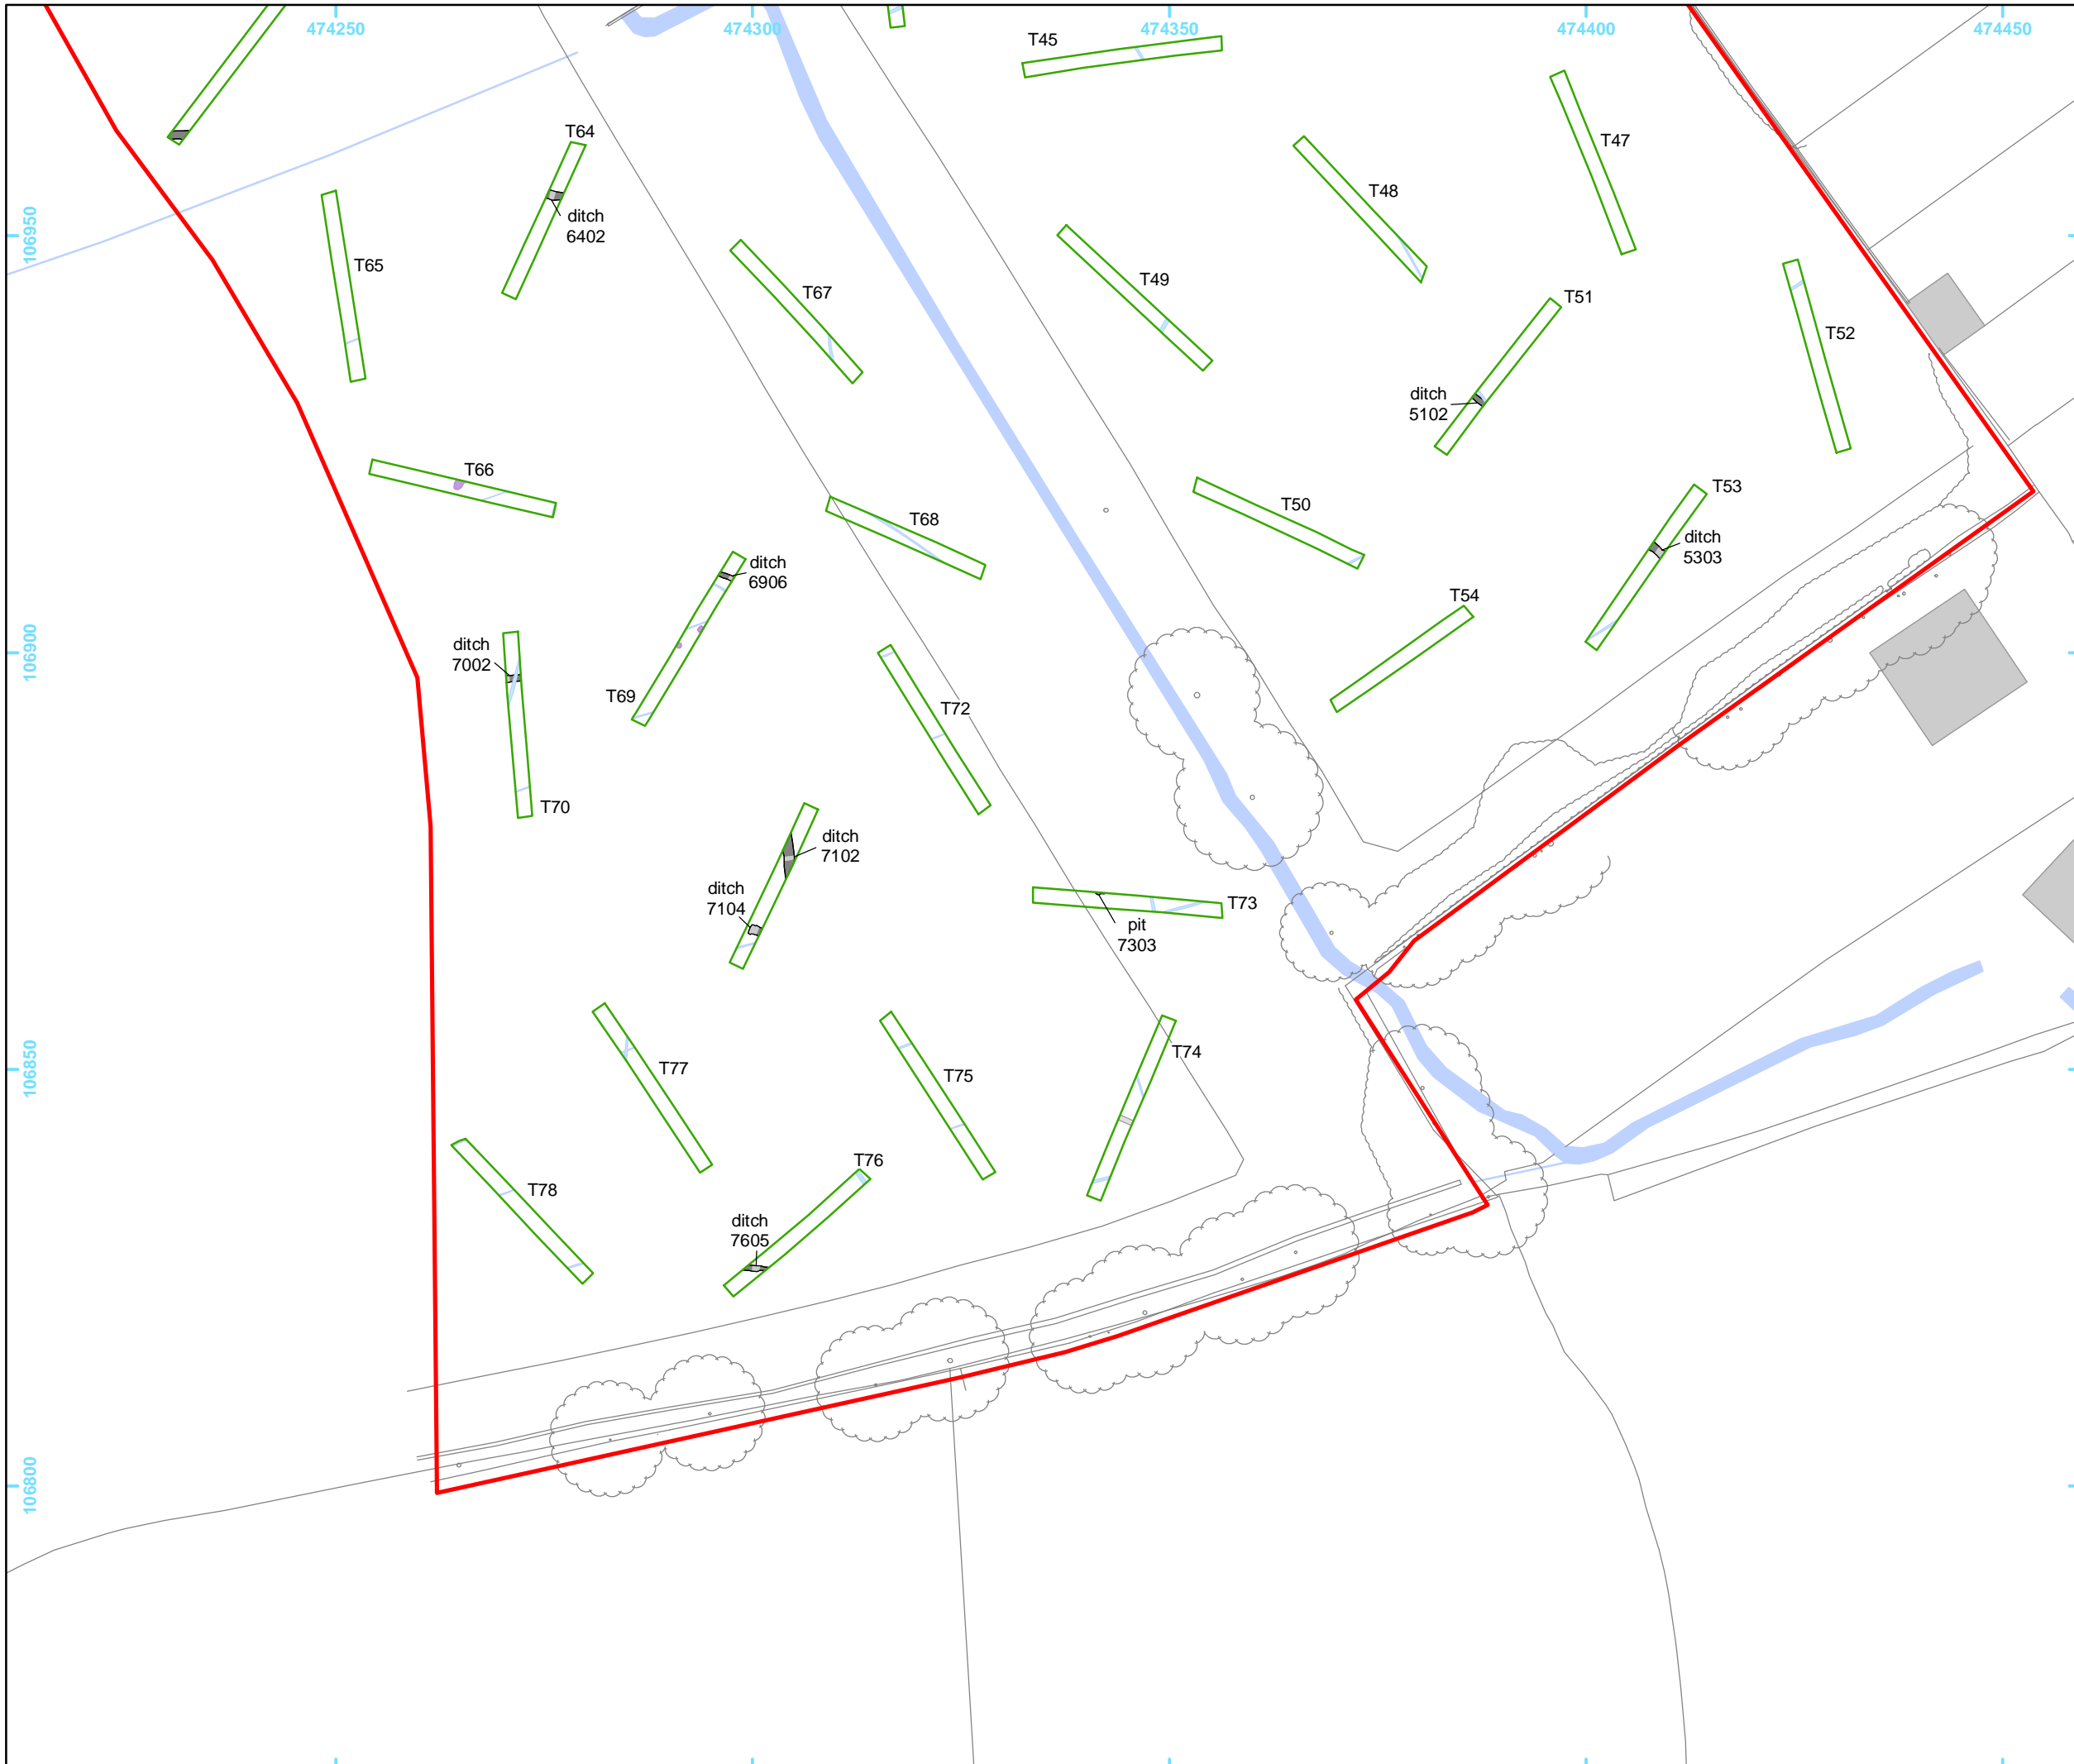 474250
474300
474350
474400
474450
T45
T64
T47
T48
ditch
6402
106950
T65
T67
T49
T51
T52
ditch
5102
T66
T50
T53
T68
ditch
5303
ditch
6906
T54
ditch
7002
106900
T69
T72
T70
ditch
7102
ditch
7104
T73
pit
7303
T74
106850
T77
T75
T76
T78
ditch
7605
106800